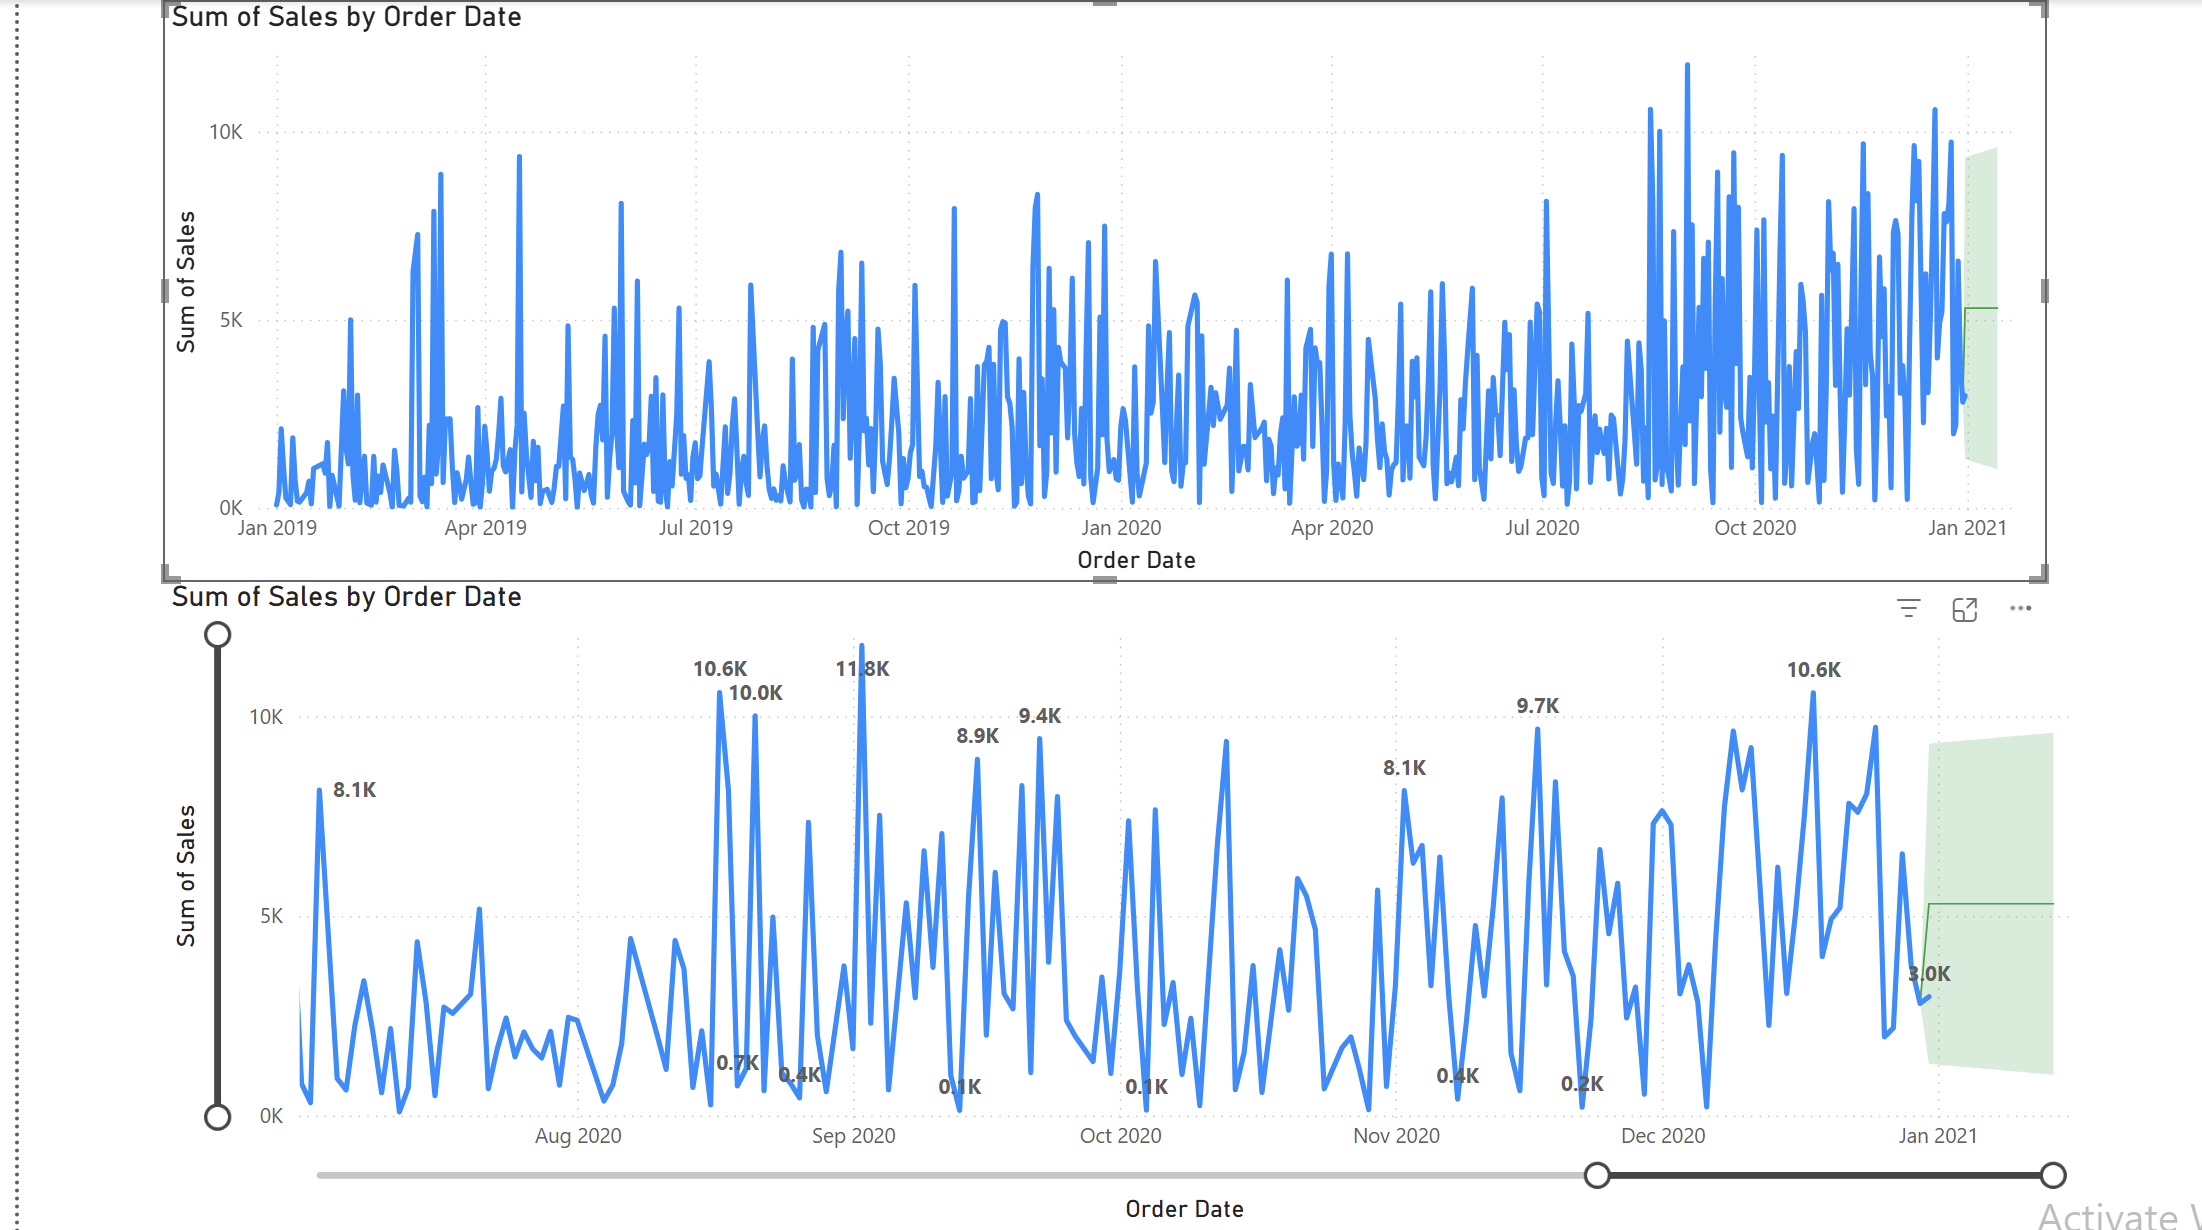 Sum of Sales by Order Date
10K
5K
0K
Sum of Sales
Jan 2019 Apr 2019 Jul 2019 Oct 2019 Jan 2020 Apr 2020 Jul 2020 Oct 2020 Jan 2021
Order Date
Sum of Sales by Order Date
10.6K 11.8K 10.6K
10.0K
9.7K
10K 9.4K
8.9K
8.1K
8.1K
Sum of Sales
5K
3.0K
0.7K 0.4K 0.1K 0.1K 0.4K 0.2K
0K
Aug 2020 Sep 2020 Oct 2020 Nov 2020 Dec 2020 Jan 2021
Order Date
Activate